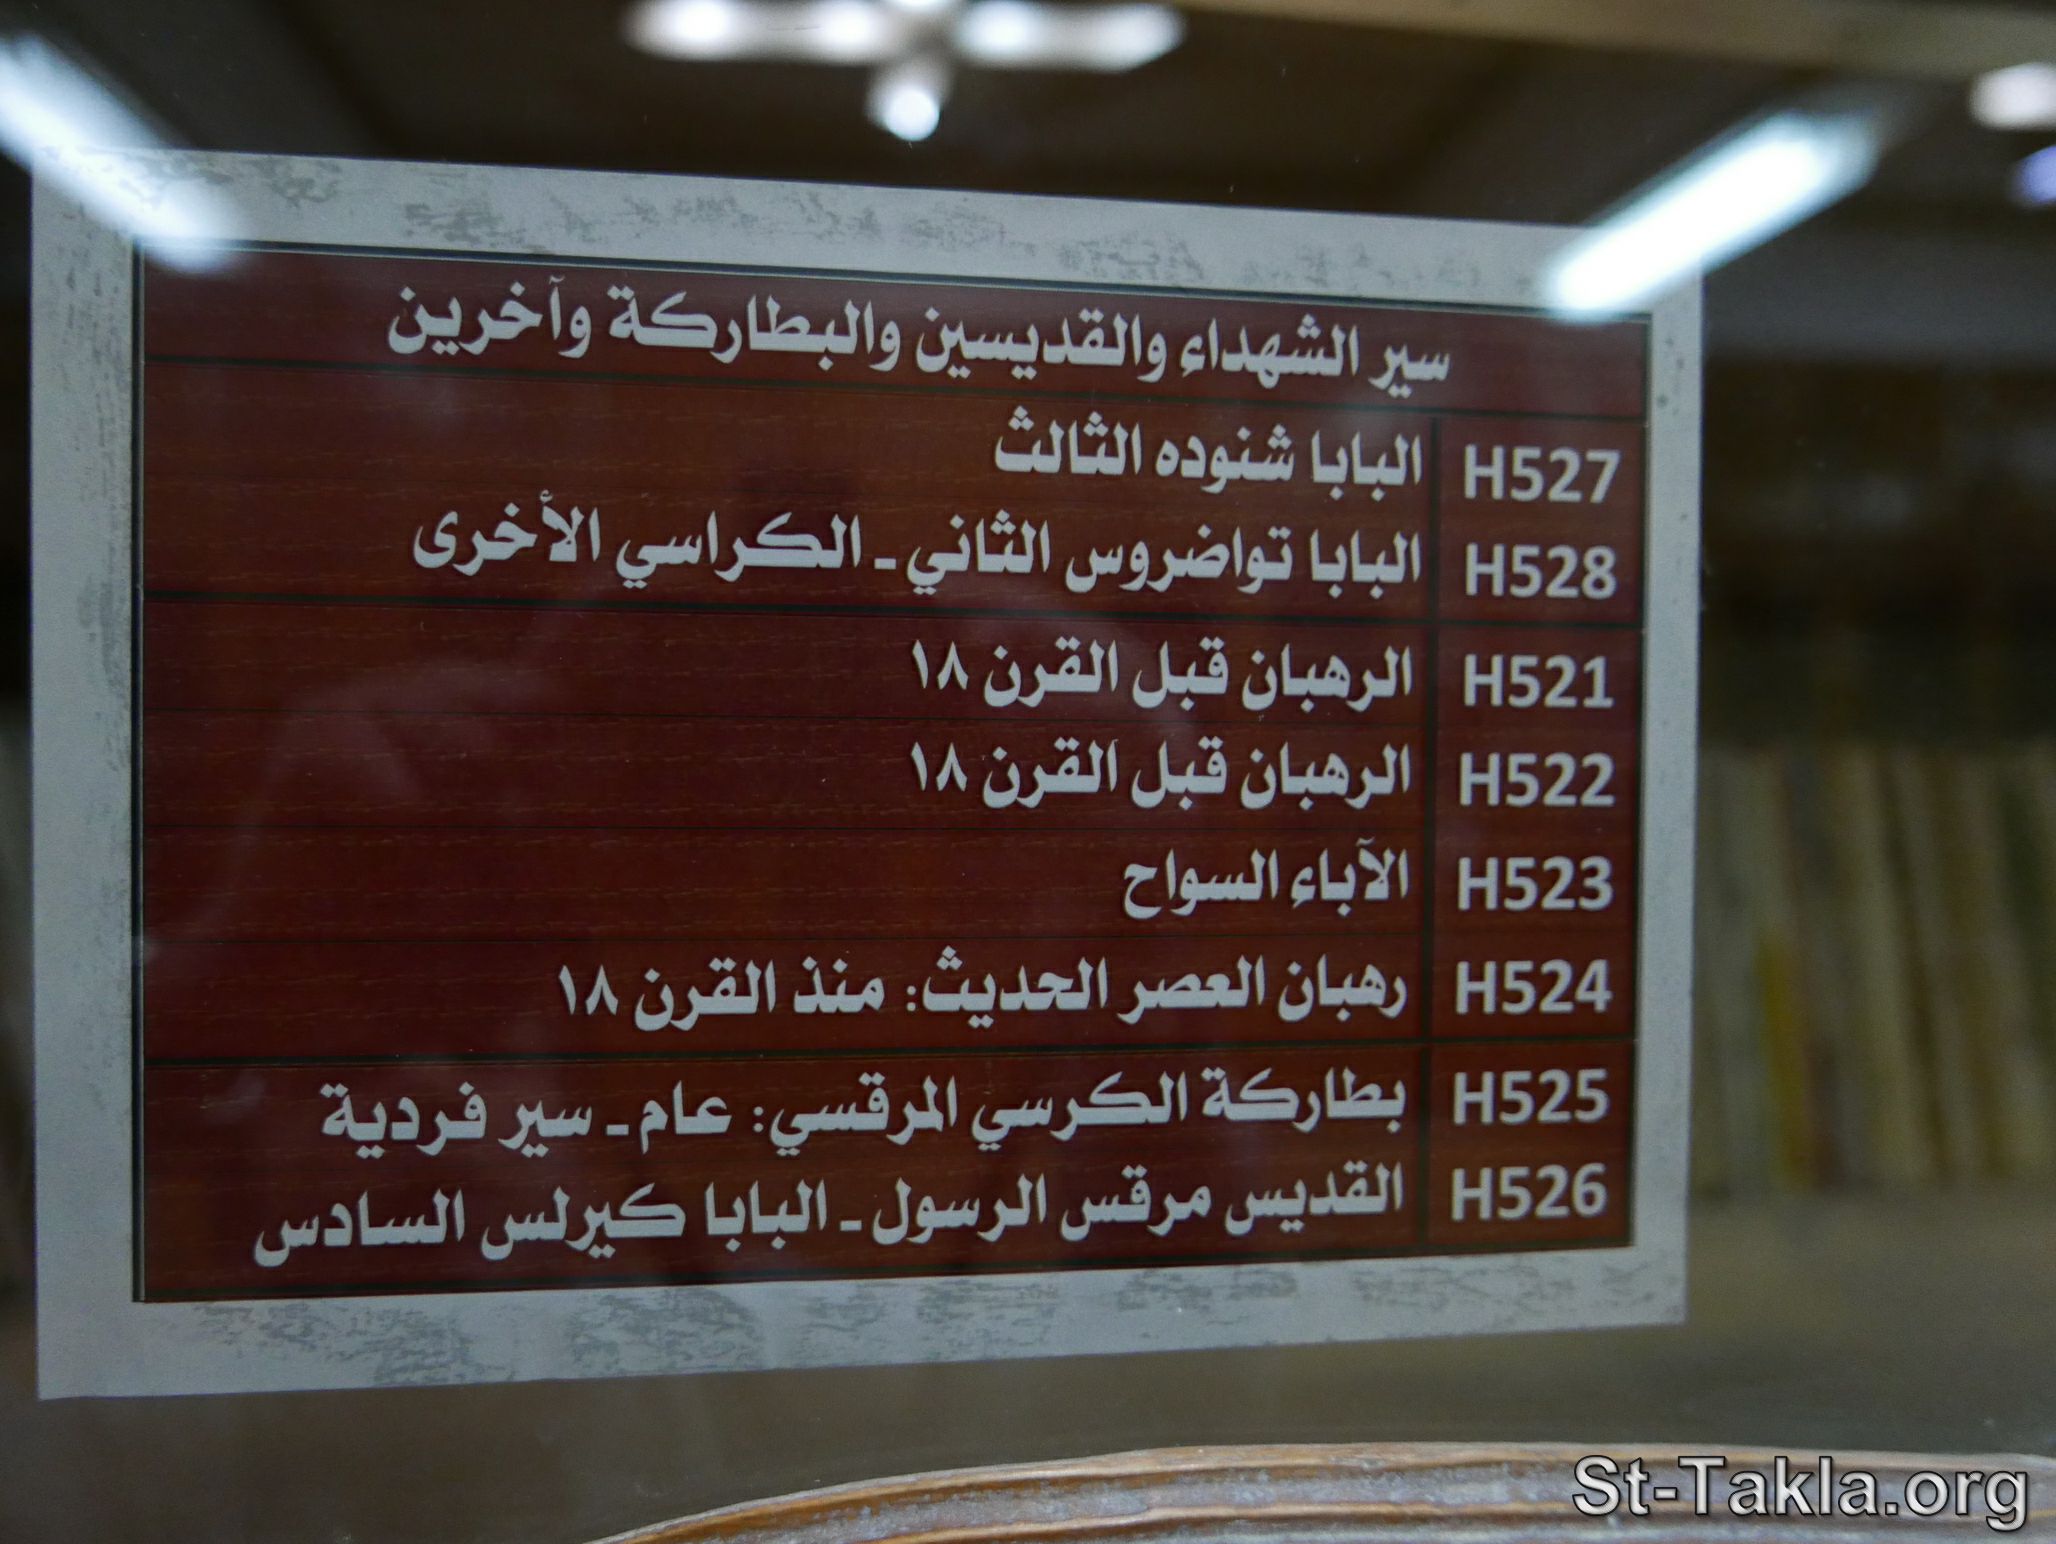 سير الشهداء والقديسين والبطاركة وآخرين
H527 البابا شنوده الثالث
H528 البابا تواضروس الثاني - الكراسي الأخرى
H521 الرهبان قبل القرن ١٨
H522 الرهبان قبل القرن ١٨
H523 الآباء السواح
H524 رهبان العصر الحديث: منذ القرن ١٨
H525 بطاركة الكرسي المرقسي: عام - سير فردية
H526 القديس مرقس الرسول - البابا كيرلس السادس
St-Takla.org